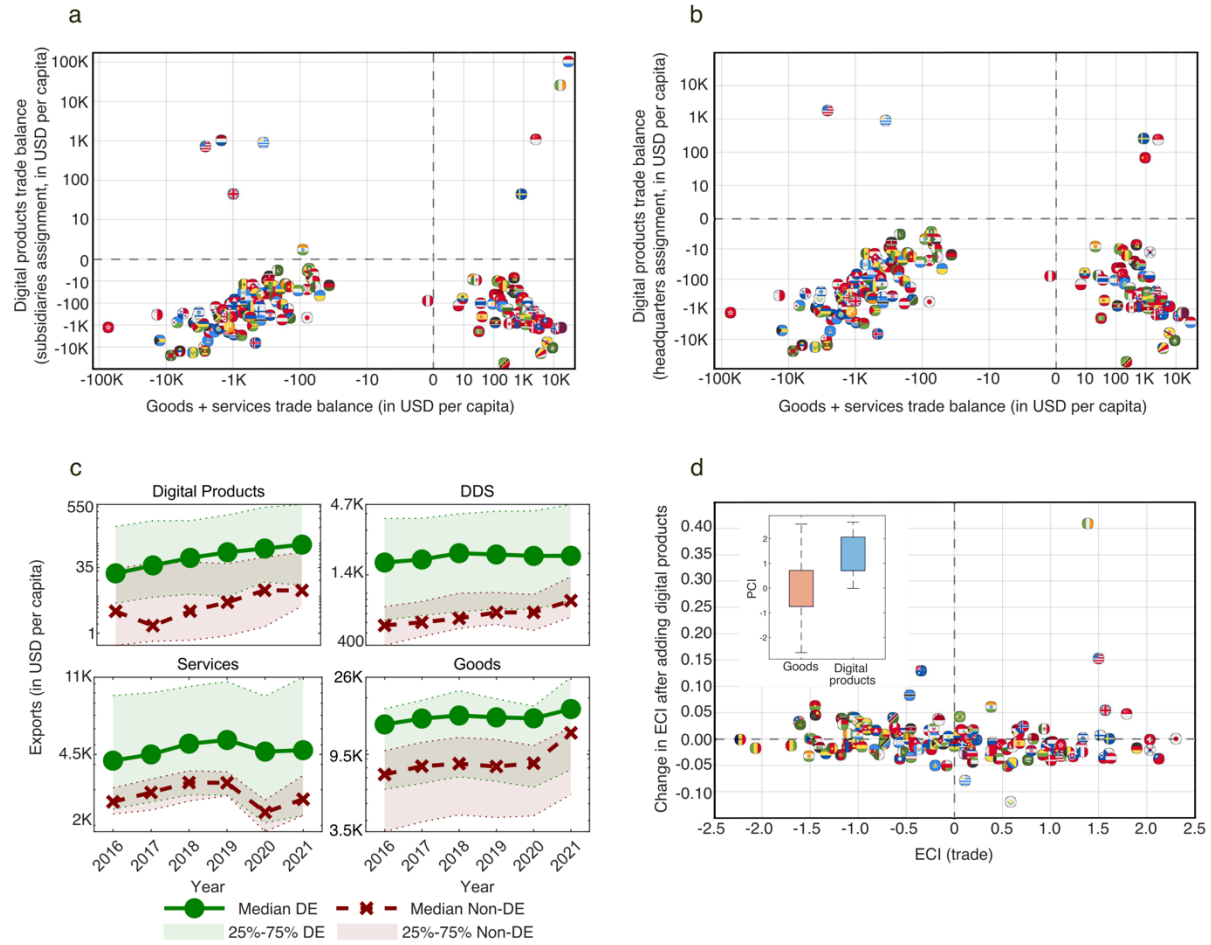 a
Digital products trade balance
(subsidiaries assignment, in USD per capita)
100K
10K
1K
100
10
0
-10
-100
-1K
-10K
-100K
-10K
-1K
-100
-10
0
10
100
1K
10K
Goods + services trade balance (in USD per capita)
b
Digital products trade balance
(headquarters assignment, in USD per capita)
10K
1K
100
10
0
-10
-100
-1K
-10K
-100K
-10K
-1K
-100
-10
0
10
100
1K
10K
Goods + services trade balance (in USD per capita)
c
Exports (in USD per capita)
Digital Products
550
35
1
DDS
4.7K
1.4K
400
Services
11K
4.5K
2K
2016
2017
2018
2019
2020
2021
Year
Goods
26K
9.5K
3.5K
2016
2017
2018
2019
2020
2021
Year
Median DE
Median Non-DE
25%-75% DE
25%-75% Non-DE
d
Change in ECI after adding digital products
0.40
0.35
0.30
0.25
0.20
0.15
0.10
0.05
0.00
-0.05
-0.10
PCI
2
1
0
-1
-2
Goods
Digital
products
-2.5
-2.0
-1.5
-1.0
-0.5
0
0.5
1.0
1.5
2.0
2.5
ECI (trade)